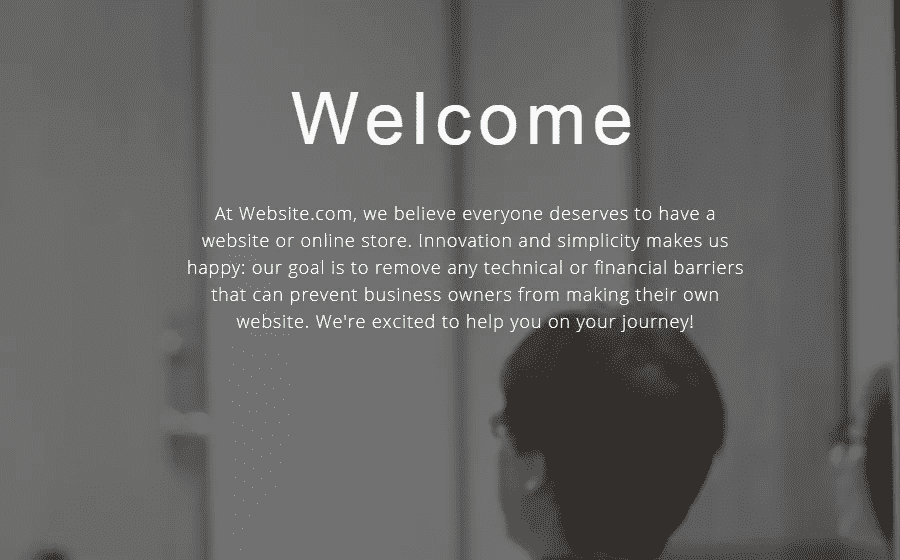 Welcome
At Website.com, we believe everyone deserves to have a
website or online store. Innovation and simplicity makes us
happy: our goal is to remove any technical or financial barriers
that can prevent business owners from making their own
website. We're excited to help you on your journey!